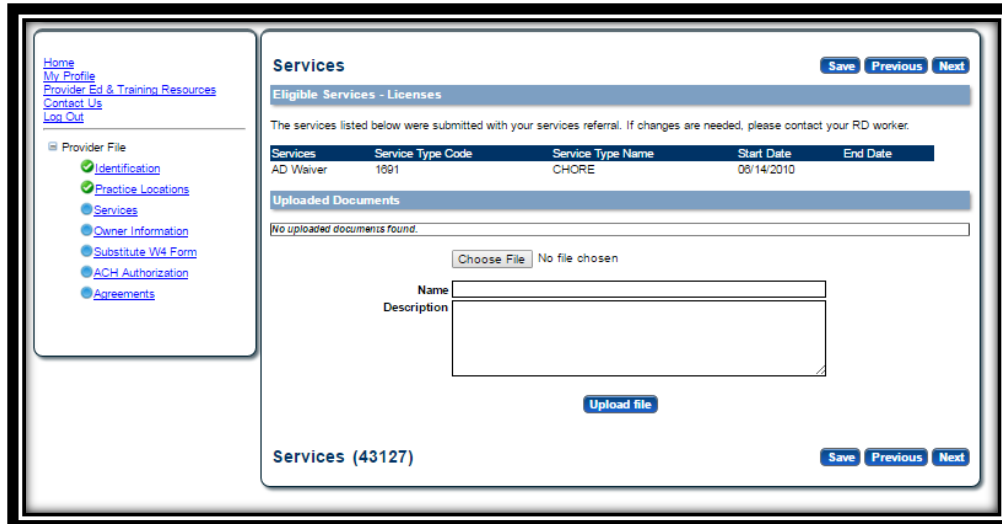 Home
My Profile
Provider Ed & Training Resources
Contact Us
Log Out
Provider File
Identification
Practice Locations
Services
Owner Information
Substitute W4 Form
ACH Authorization
Agreements
Services
Save Previous Next
Eligible Services - Licenses
The services listed below were submitted with your services referral. If changes are needed, please contact your RD worker.
Services Service Type Code Service Type Name Start Date End Date
AD Waiver 1691 CHORE 06/14/2010
Uploaded Documents
No uploaded documents found.
Choose File No file chosen
Name
Description
Upload file
Services (43127)
Save Previous Next